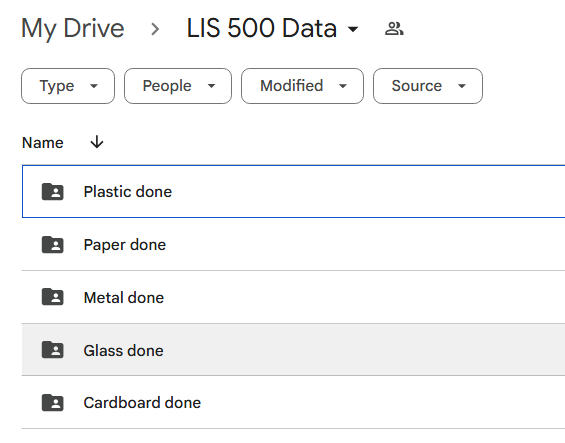 My Drive > LIS 500 Data
Type People Modified Source
Name
Plastic done
Paper done
Metal done
Glass done
Cardboard done